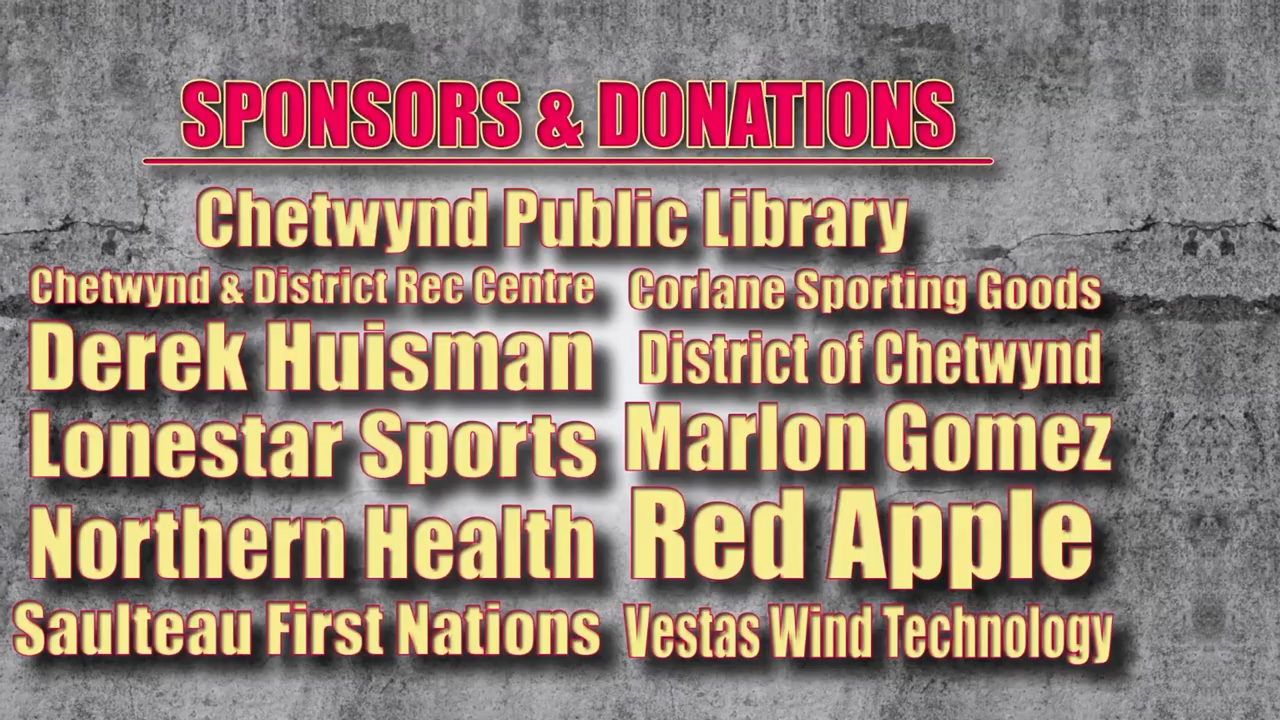 SPONSORS & DONATIONS
Chetwynd Public Library
Chetwynd & District Rec Centre
Corlane Sporting Goods
Derek Huisman
District of Chetwynd
Lonestar Sports
Marlon Gomez
Northern Health
Red Apple
Saulteau First Nations
Vestas Wind Technology